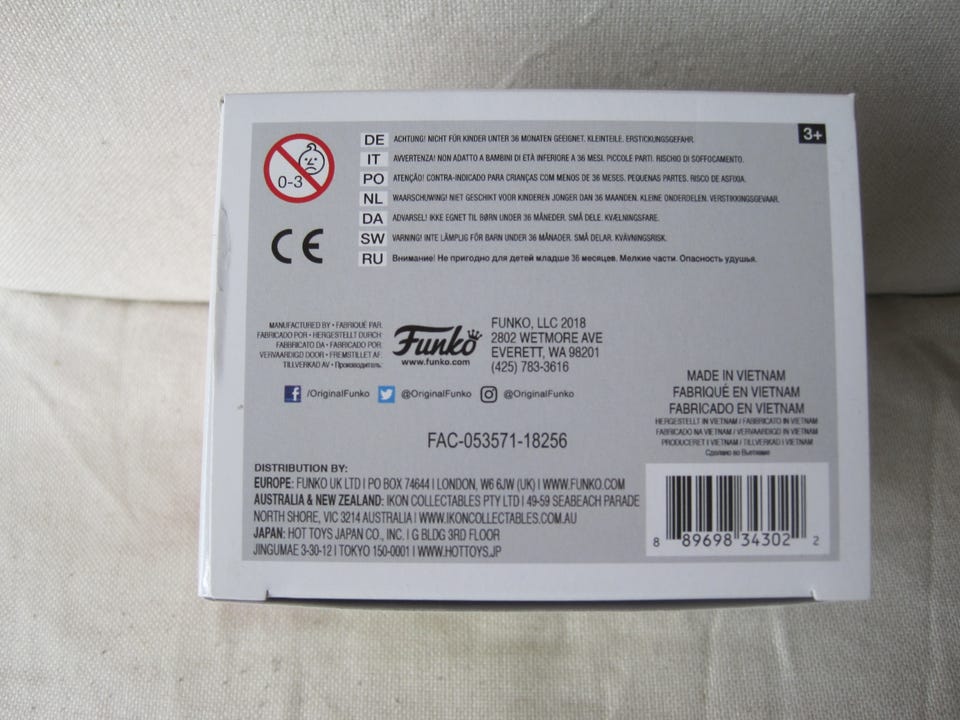 0-3
DE ACHTUNG! NICHT FÜR KINDER UNTER 36 MONATEN GEEIGNET. KLEINTEILE. ERSTICKUNGSGEFAHR.
3+
IT AVVERTENZA! NON ADATTO A BAMBINI DI ETÀ INFERIORE A 36 MESI. PICCOLE PARTI. RISCHIO DI SOFFOCAMENTO.
PO ATENÇÃO! CONTRA-INDICADO PARA CRIANÇAS COM MENOS DE 36 MESES. PEQUENAS PARTES. RISCO DE ASFIXIA.
NL WAARSCHUWING! NIET GESCHIKT VOOR KINDEREN JONGER DAN 36 MAANDEN. KLEINE ONDERDELEN. VERSTIKKINGSGEVAAR.
DA ADVARSEL! IKKE EGNET TIL BØRN UNDER 36 MÅNEDER. SMÅ DELE. KVÆLNINGSFARE.
SW VARNING! INTE LÄMPLIG FÖR BARN UNDER 36 MÅNADER. SMÅ DELAR. KVÄVNINGSRISK.
RU Внимание! Не пригодно для детей младше 36 месяцев. Мелкие части. Опасность удушья.
CE
MANUFACTURED BY • FABRIQUÉ PAR
FABRICADO POR • HERGESTELLT DURCH
FABBRICATO DA • FABRICADO POR
VERVAARDIGD DOOR • FREMSTILLET AF
TILLVERKAD AV • Производитель:
Funko
www.funko.com
FUNKO, LLC 2018
2802 WETMORE AVE
EVERETT, WA 98201
(425) 783-3616
/OriginalFunko @OriginalFunko @OriginalFunko
MADE IN VIETNAM
FABRIQUÉ EN VIETNAM
FABRICADO EN VIETNAM
HERGESTELLT IN VIETNAM / FABBRICATO IN VIETNAM
FABRICADO NA VIETNAM / VERVAARDIGD IN VIETNAM
PRODUCERET I VIETNAM / TILLVERKAD I VIETNAM
Сделано во Вьетнаме
FAC-053571-18256
DISTRIBUTION BY:
EUROPE: FUNKO UK LTD I PO BOX 74644 I LONDON, W6 6JW (UK) I WWW.FUNKO.COM
AUSTRALIA & NEW ZEALAND: IKON COLLECTABLES PTY LTD I 49-59 SEABEACH PARADE
NORTH SHORE, VIC 3214 AUSTRALIA I WWW.IKONCOLLECTABLES.COM.AU
JAPAN: HOT TOYS JAPAN CO., INC. I G BLDG 3RD FLOOR
JINGUMAE 3-30-12 I TOKYO 150-0001 I WWW.HOTTOYS.JP
8 89698 34302 2